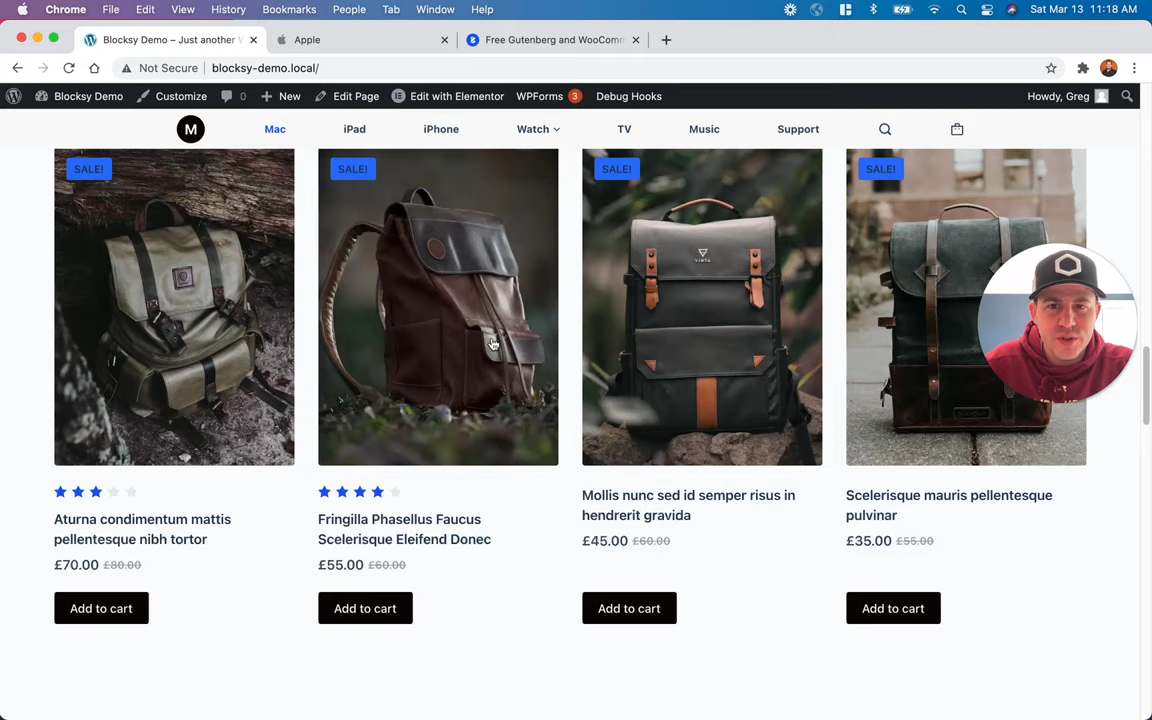 Chrome File Edit View History Bookmarks People Tab Window Help Sat Mar 13 11:18 AM
Blocksy Demo – Just another W
Apple
Free Gutenberg and WooComm
Not Secure blocksy-demo.local/
Blocksy Demo Customize 0 New Edit Page Edit with Elementor WPForms 3 Debug Hooks Howdy, Greg
M Mac iPad iPhone Watch TV Music Support
SALE! SALE! SALE! SALE!
VINTA
Aturna condimentum mattis
pellentesque nibh tortor
£70.00 £80.00
Add to cart
Fringilla Phasellus Faucus
Scelerisque Eleifend Donec
£55.00 £60.00
Add to cart
Mollis nunc sed id semper risus in
hendrerit gravida
£45.00 £60.00
Add to cart
Scelerisque mauris pellentesque
pulvinar
£35.00 £55.00
Add to cart